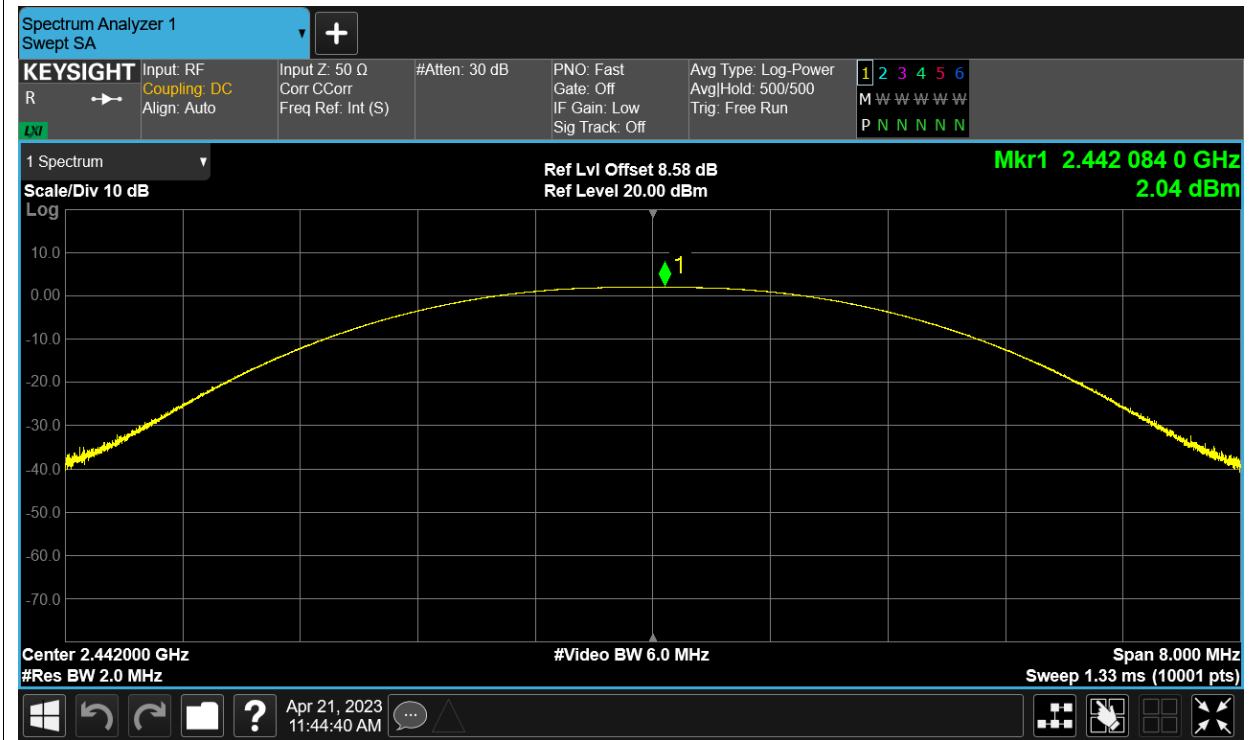 Spectrum Analyzer 1
Swept SA
KEYSIGHT
R
LXI
Input: RF
Coupling: DC
Align: Auto
Input Z: 50 Ω
Corr CCorr
Freq Ref: Int (S)
#Atten: 30 dB
PNO: Fast
Gate: Off
IF Gain: Low
Sig Track: Off
Avg Type: Log-Power
Avg|Hold: 500/500
Trig: Free Run
1 2 3 4 5 6
M W W W W W
P N N N N N
1 Spectrum
Scale/Div 10 dB
Log
Ref Lvl Offset 8.58 dB
Ref Level 20.00 dBm
Mkr1 2.442 084 0 GHz
2.04 dBm
1
10.0
0.00
-10.0
-20.0
-30.0
-40.0
-50.0
-60.0
-70.0
Center 2.442000 GHz
#Res BW 2.0 MHz
#Video BW 6.0 MHz
Span 8.000 MHz
Sweep 1.33 ms (10001 pts)
?
Apr 21, 2023
11:44:40 AM